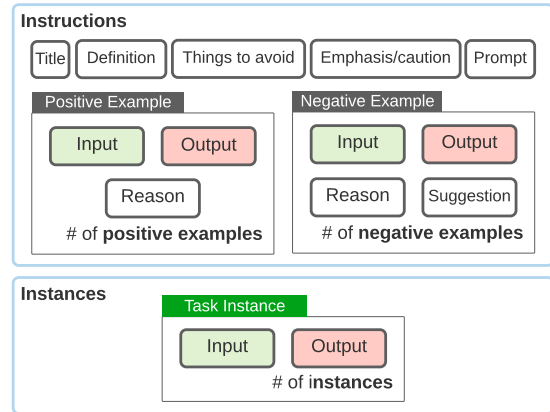 Instructions
Title Definition Things to avoid Emphasis/caution Prompt
Positive Example
Input Output
Reason
# of positive examples
Negative Example
Input Output
Reason Suggestion
# of negative examples
Instances
Task Instance
Input Output
# of instances